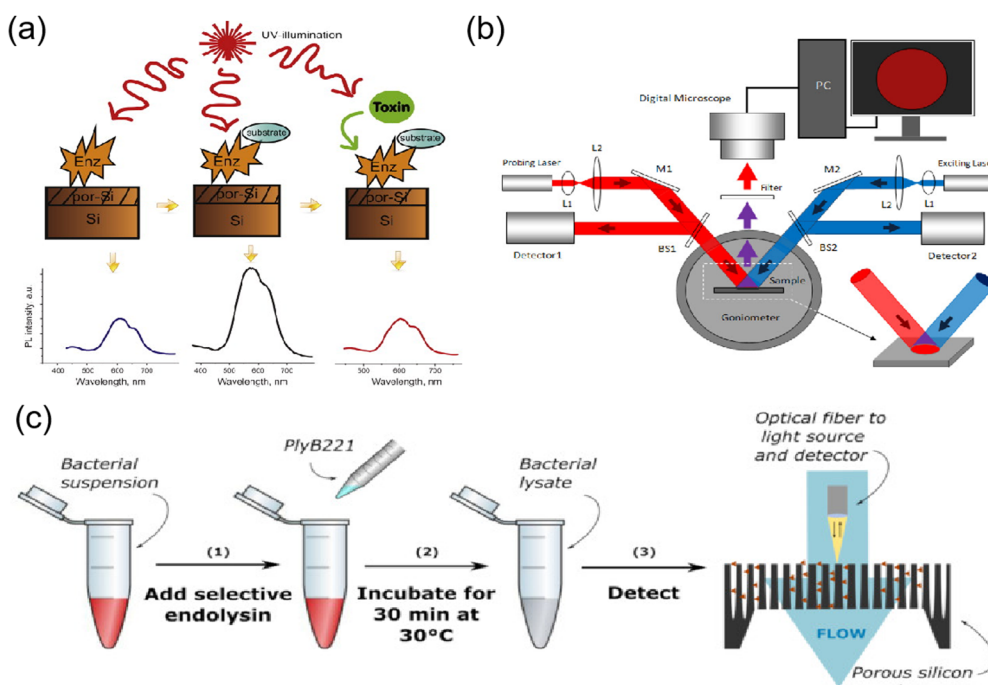 (a)
UV-illumination
Toxin
substrate
substrate
Enz
Enz
Enz
por-Si
por-Si
por-Si
Si
Si
Si
PL intensity, a.u.
400 500 600 700
400 500 600 700
400 500 600 700
Wavelength, nm
Wavelength, nm
Wavelength, nm
(b)
PC
Digital Microscope
Probing Laser
L2
M1
Filter
M2
Exciting Laser
L1
L2
L1
Detector1
BS1
BS2
Detector2
Sample
Goniometer
(c)
PlyB221
Optical fiber to
light source
and detector
Bacterial
suspension
Bacterial
lysate
(1)
(2)
(3)
Add selective
endolysin
Incubate for
30 min at
30°C
Detect
FLOW
Porous silicon